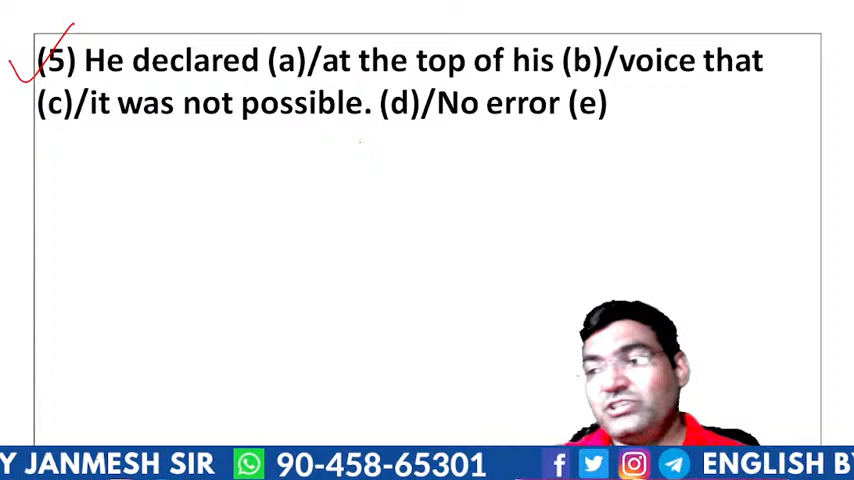 (5) He declared (a)/at the top of his (b)/voice that
(c)/it was not possible. (d)/No error (e)
Y JANMESH SIR 90-458-65301 ENGLISH BY